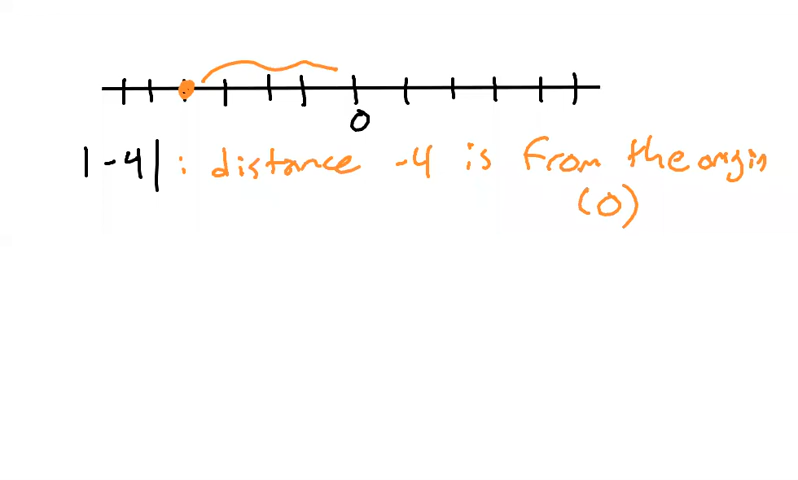 0
|-4| : distance -4 is from the origin
(0)